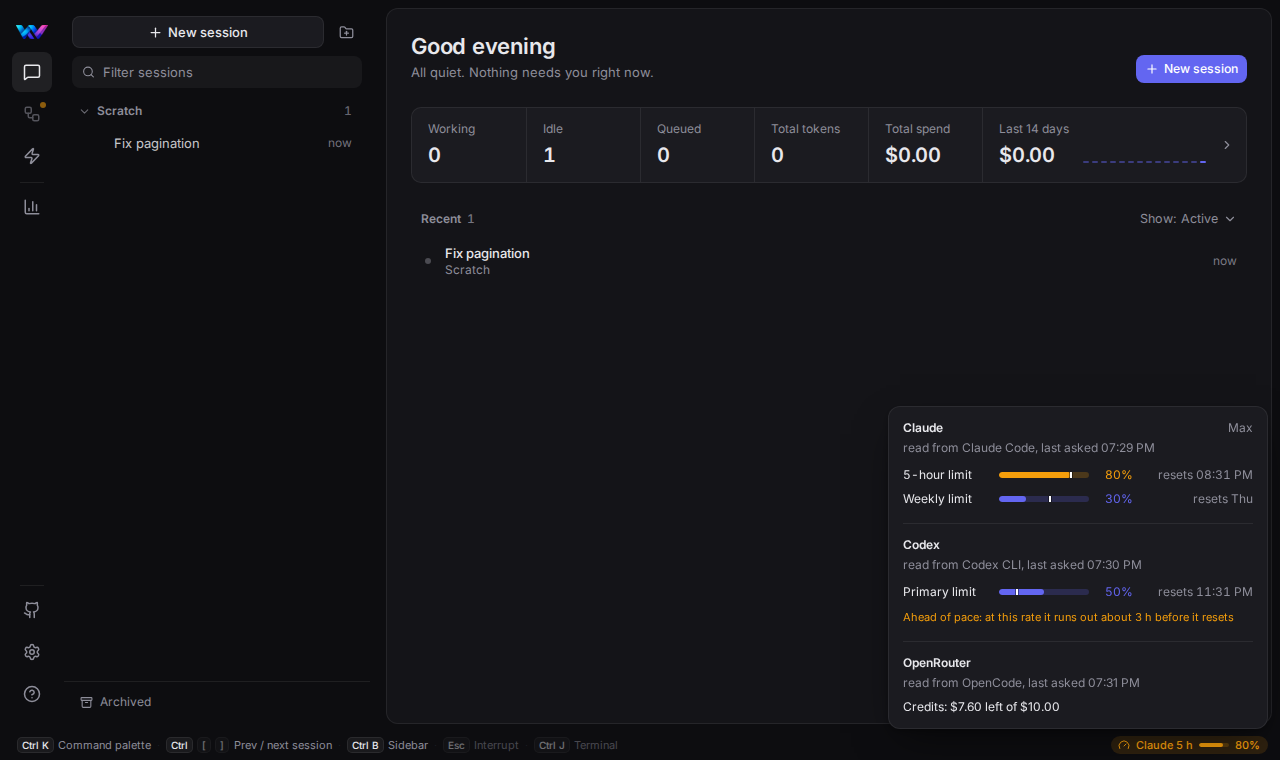 New session
Filter sessions
Scratch 1
Fix pagination now
Archived
Good evening
All quiet. Nothing needs you right now.
New session
Working Idle Queued Total tokens Total spend Last 14 days
0 1 0 0 $0.00 $0.00
Recent 1 Show: Active
Fix pagination
Scratch
now
Claude Max
read from Claude Code, last asked 07:29 PM
5-hour limit 80% resets 08:31 PM
Weekly limit 30% resets Thu
Codex
read from Codex CLI, last asked 07:30 PM
Primary limit 50% resets 11:31 PM
Ahead of pace: at this rate it runs out about 3 h before it resets
OpenRouter
read from OpenCode, last asked 07:31 PM
Credits: $7.60 left of $10.00
Ctrl K Command palette Ctrl [ ] Prev / next session Ctrl B Sidebar Esc Interrupt Ctrl J Terminal Claude 5 h 80%